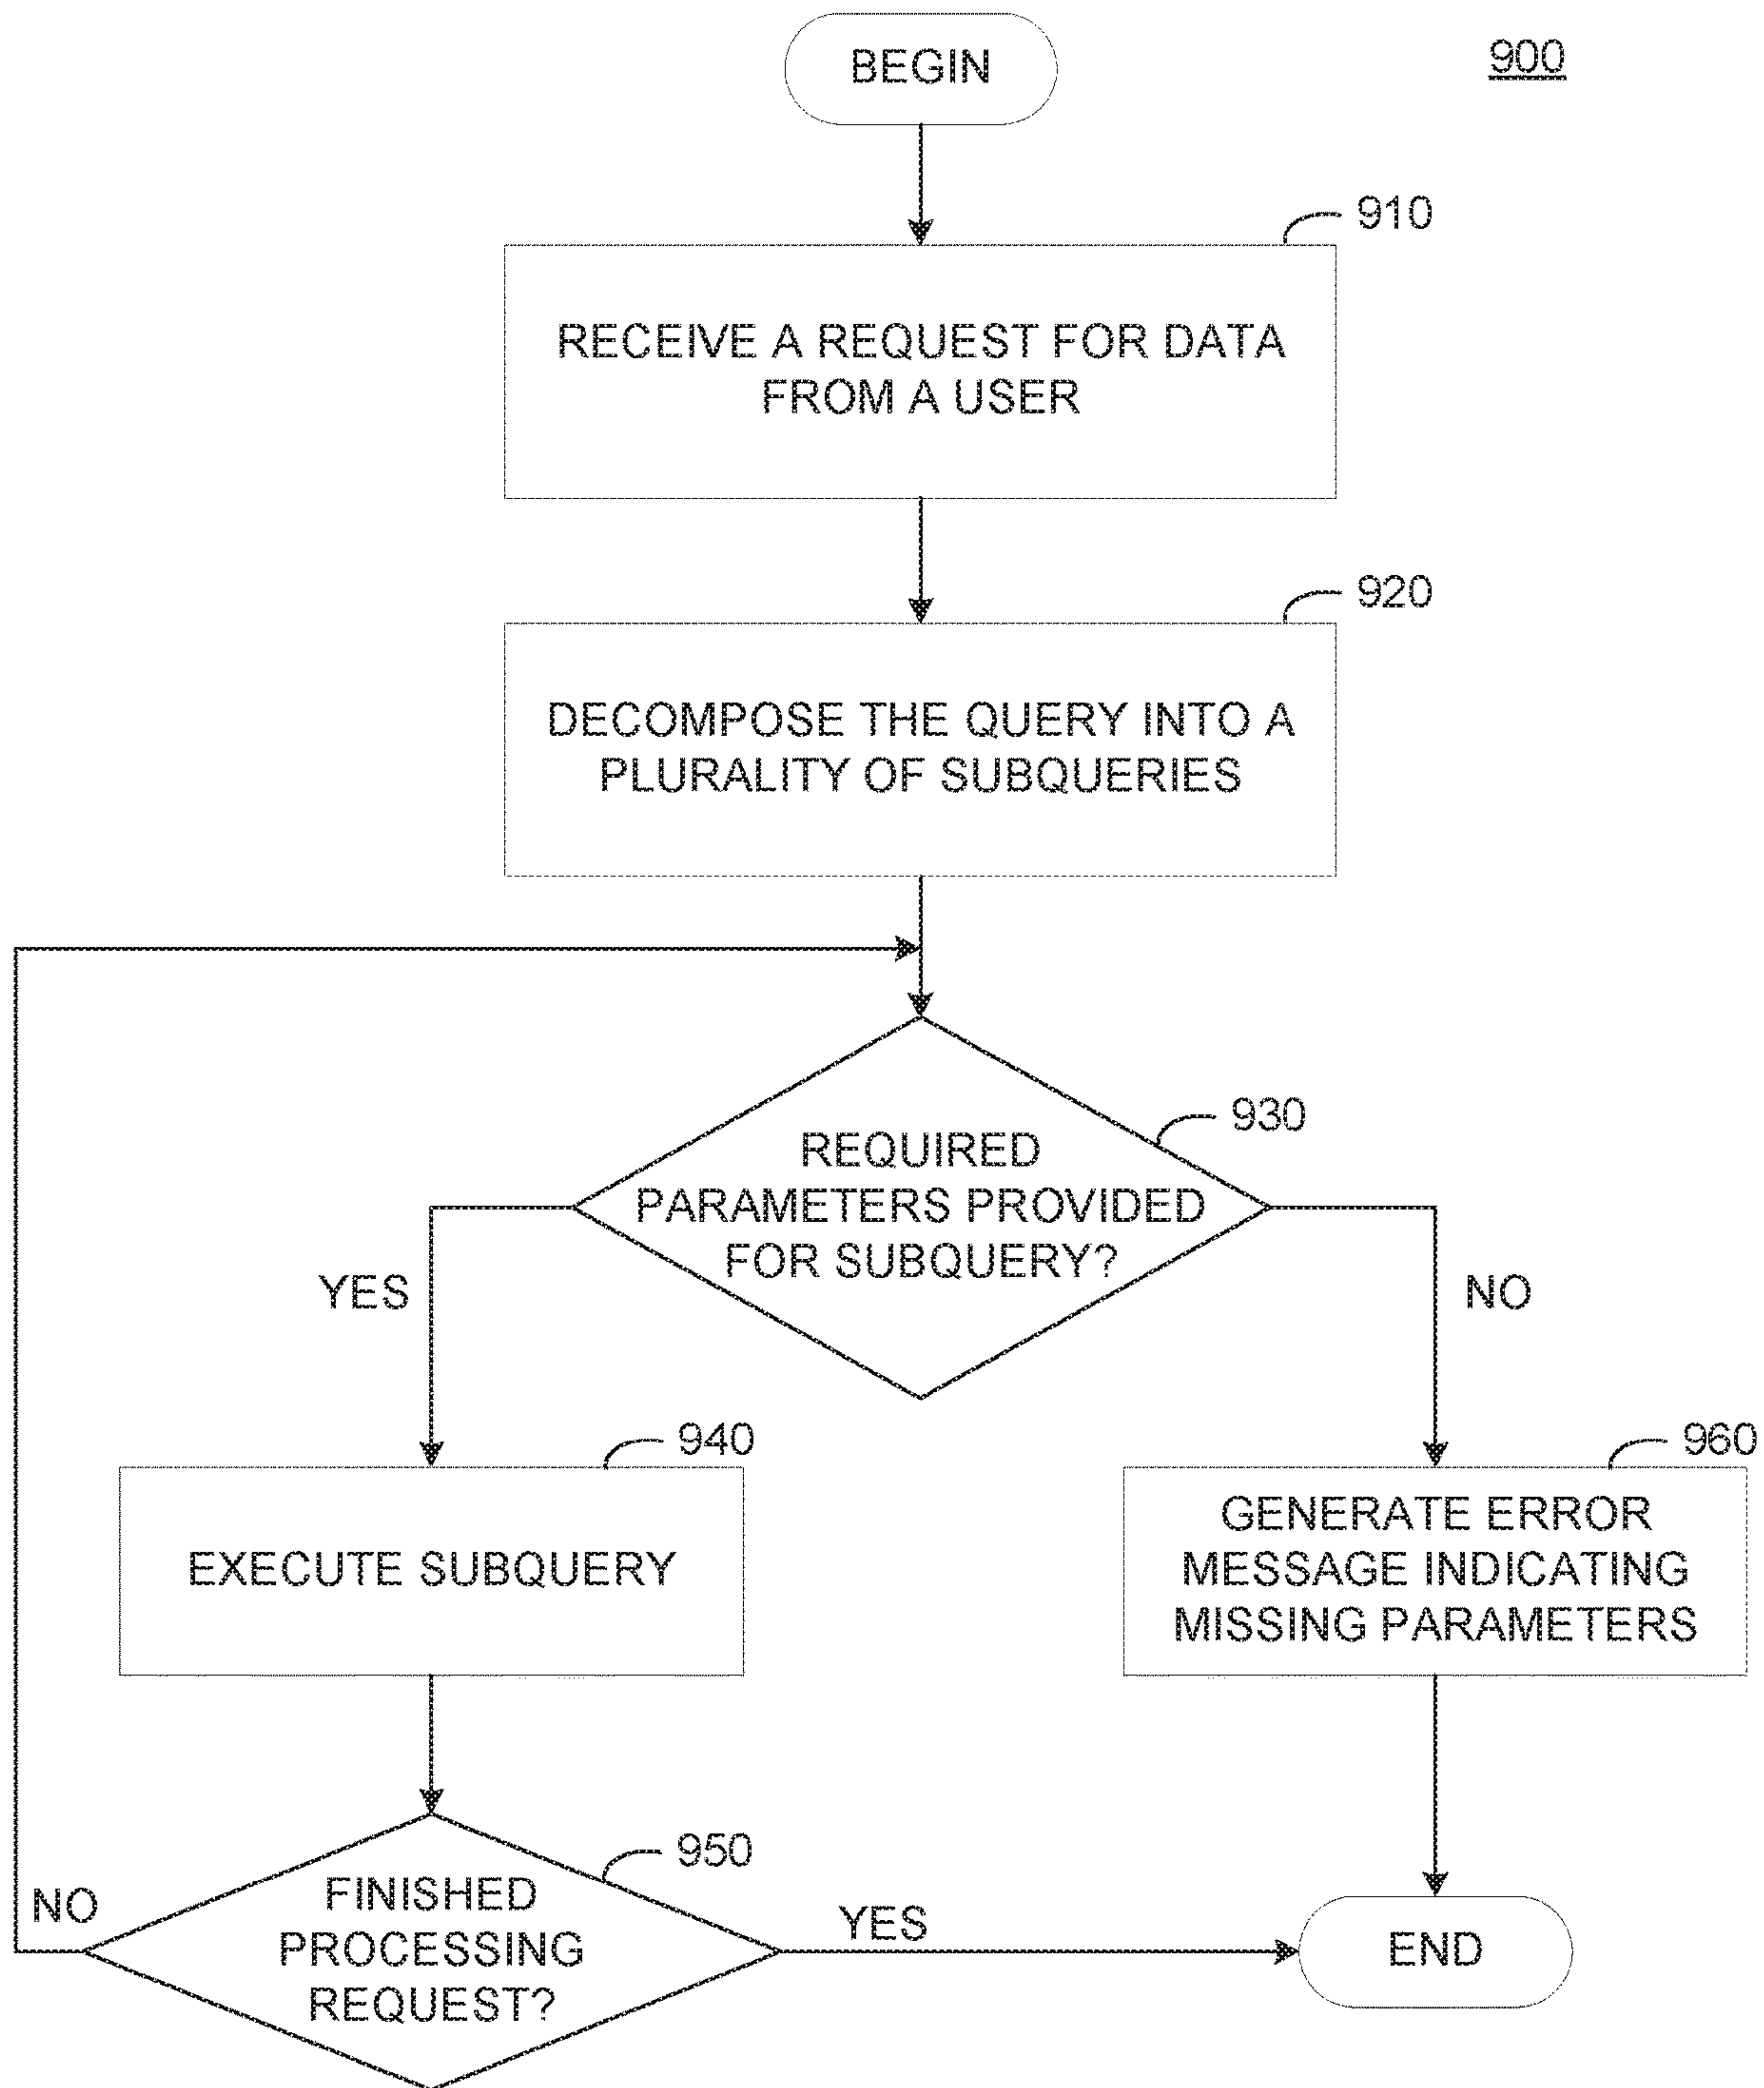 BEGIN
900
910
RECEIVE A REQUEST FOR DATA
FROM A USER
920
DECOMPOSE THE QUERY INTO A
PLURALITY OF SUBQUERIES
930
REQUIRED
PARAMETERS PROVIDED
FOR SUBQUERY?
YES
NO
940
EXECUTE SUBQUERY
960
GENERATE ERROR
MESSAGE INDICATING
MISSING PARAMETERS
950
FINISHED
PROCESSING
REQUEST?
NO
YES
END